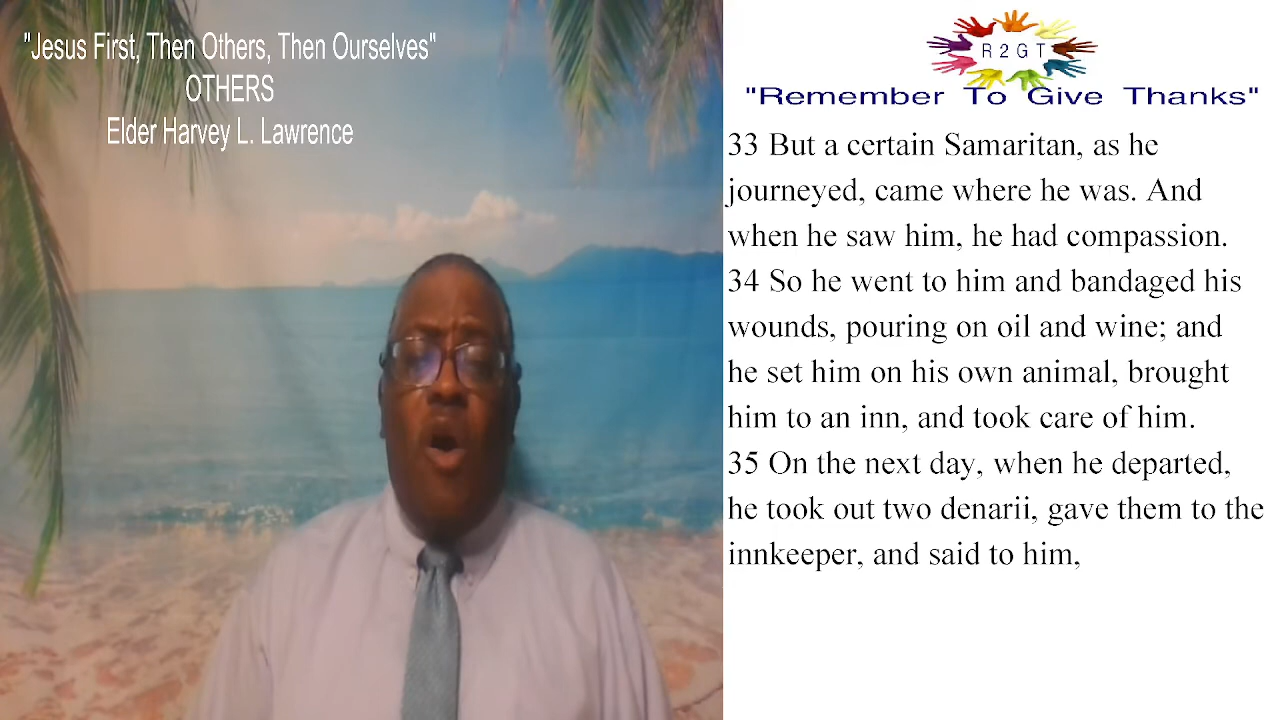 "Jesus First, Then Others, Then Ourselves"
OTHERS
Elder Harvey L. Lawrence
R2GT
"Remember To Give Thanks"
33 But a certain Samaritan, as he
journeyed, came where he was. And
when he saw him, he had compassion.
34 So he went to him and bandaged his
wounds, pouring on oil and wine; and
he set him on his own animal, brought
him to an inn, and took care of him.
35 On the next day, when he departed,
he took out two denarii, gave them to the
innkeeper, and said to him,